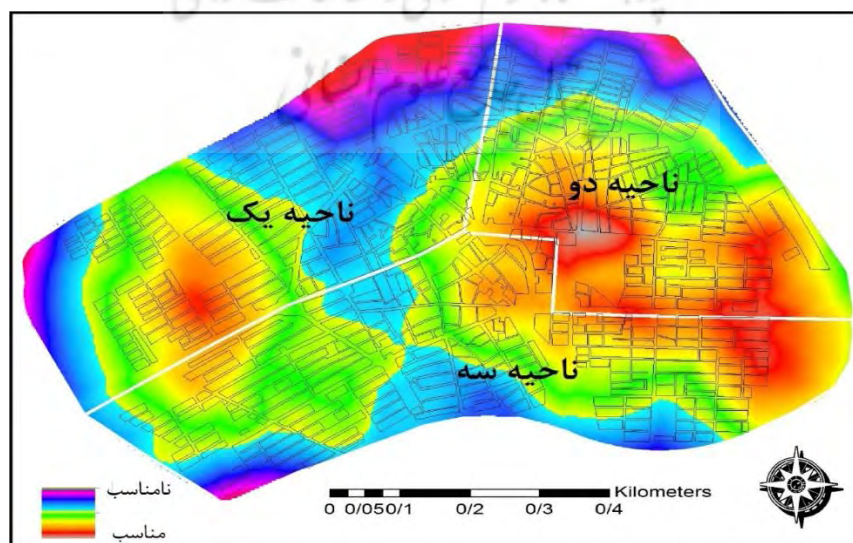 ناحیه دو
ناحیه یک
ناحیه سه
نامناسب
مناسب
Kilometers
0 0/05 0/1 0/2 0/3 0/4